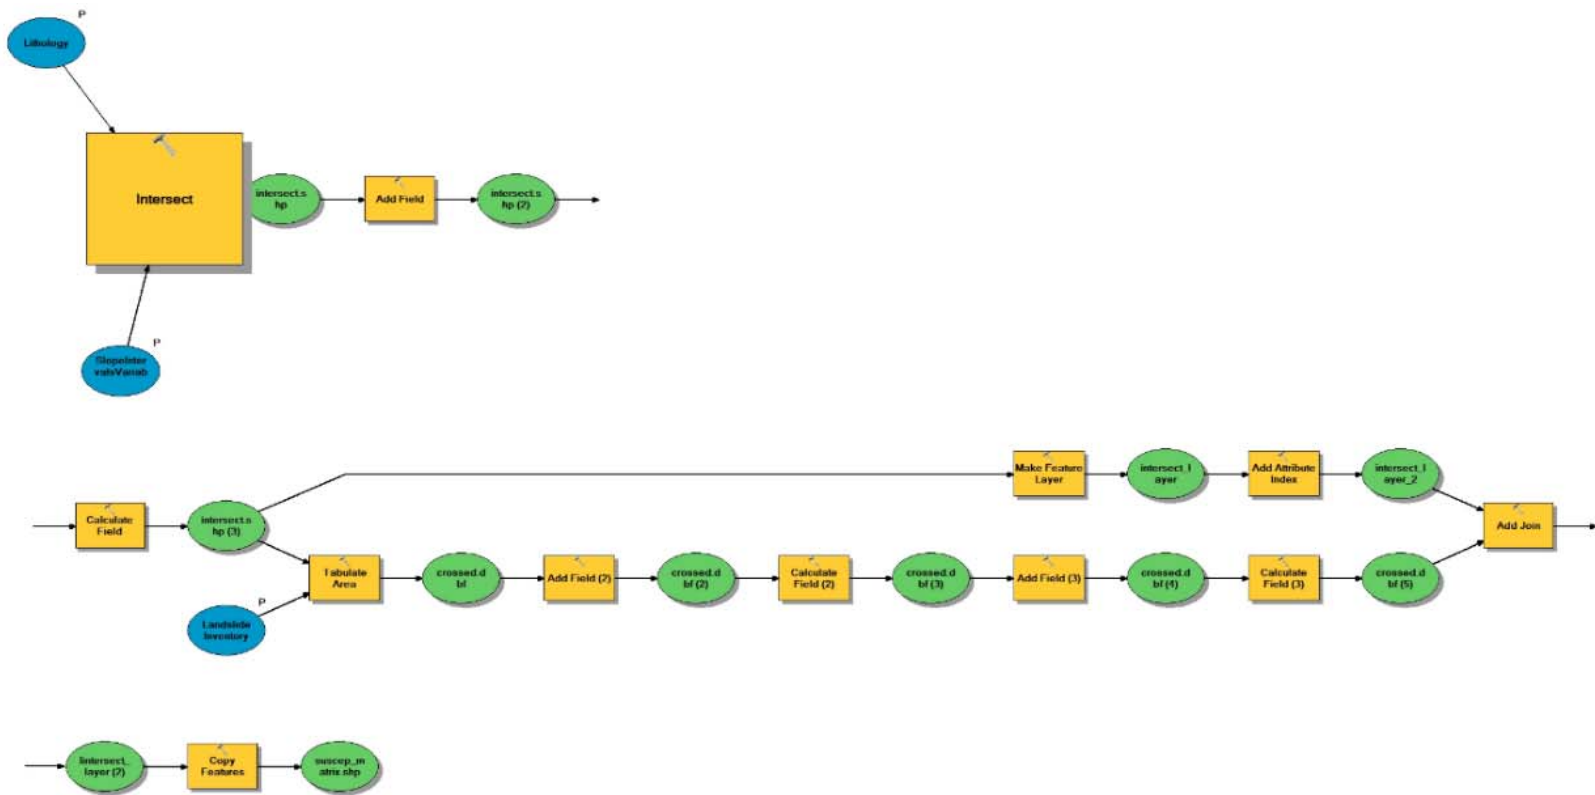 P
Lithology
Intersect
intersect.s
hp
Add Field
intersect.s
hp (2)
P
SlopeInter
valsVariab
Make Feature
Layer
intersect_l
ayer
Add Attribute
Index
intersect_l
ayer_2
Calculate
Field
intersect.s
hp (3)
Add Join
Tabulate
Area
crossed.d
bf
Add Field (2)
crossed.d
bf (2)
Calculate
Field (2)
crossed.d
bf (3)
Add Field (3)
crossed.d
bf (4)
Calculate
Field (3)
crossed.d
bf (5)
P
Landslide
Inventory
Iintersect_
layer (2)
Copy
Features
suscep_m
atrix.shp